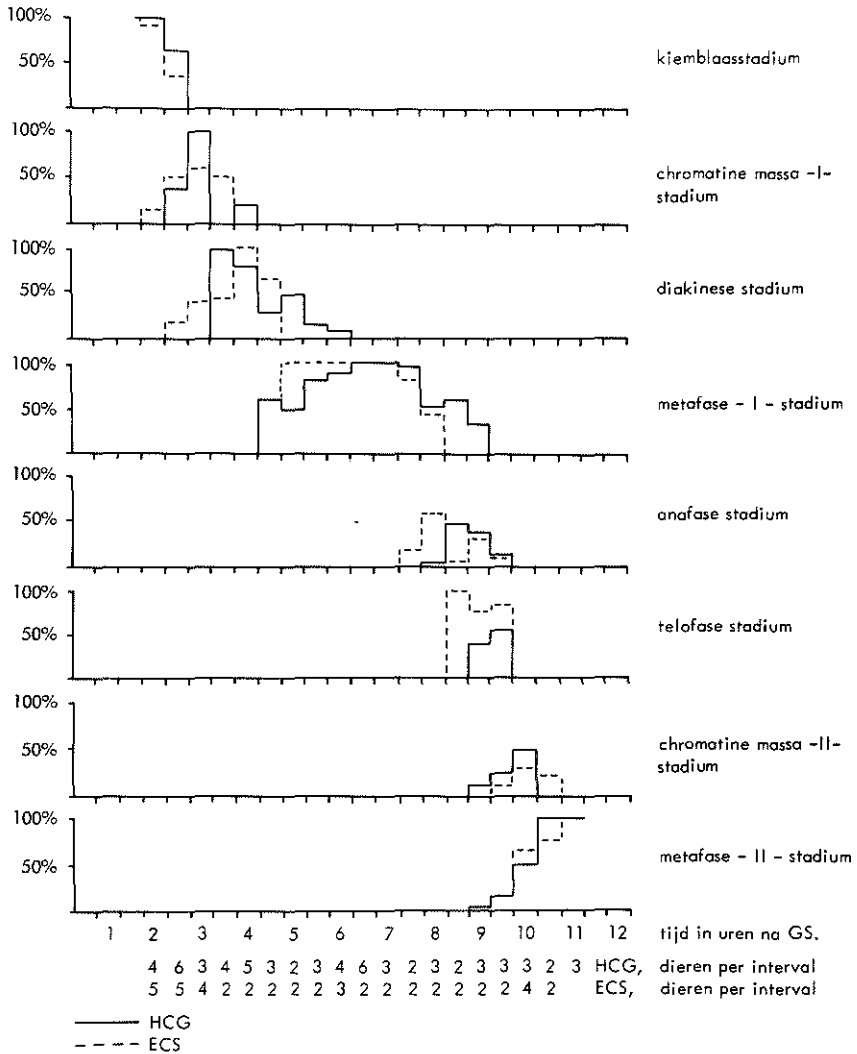 100%
50%
kiemblaasstadium
100%
50%
chromatine massa -I-
stadium
100%
50%
diakinese stadium
100%
50%
metafase - I - stadium
100%
50%
anafase stadium
100%
50%
telofase stadium
100%
50%
chromatine massa -II-
stadium
100%
50%
metafase - II - stadium
1 2 3 4 5 6 7 8 9 10 11 12 tijd in uren na GS.
4 6 3 4 5 3 2 3 4 6 3 2 3 2 3 3 3 2 3 HCG, dieren per interval
5 5 4 2 2 2 2 2 3 2 2 2 2 2 2 2 4 2 ECS, dieren per interval
HCG
ECS